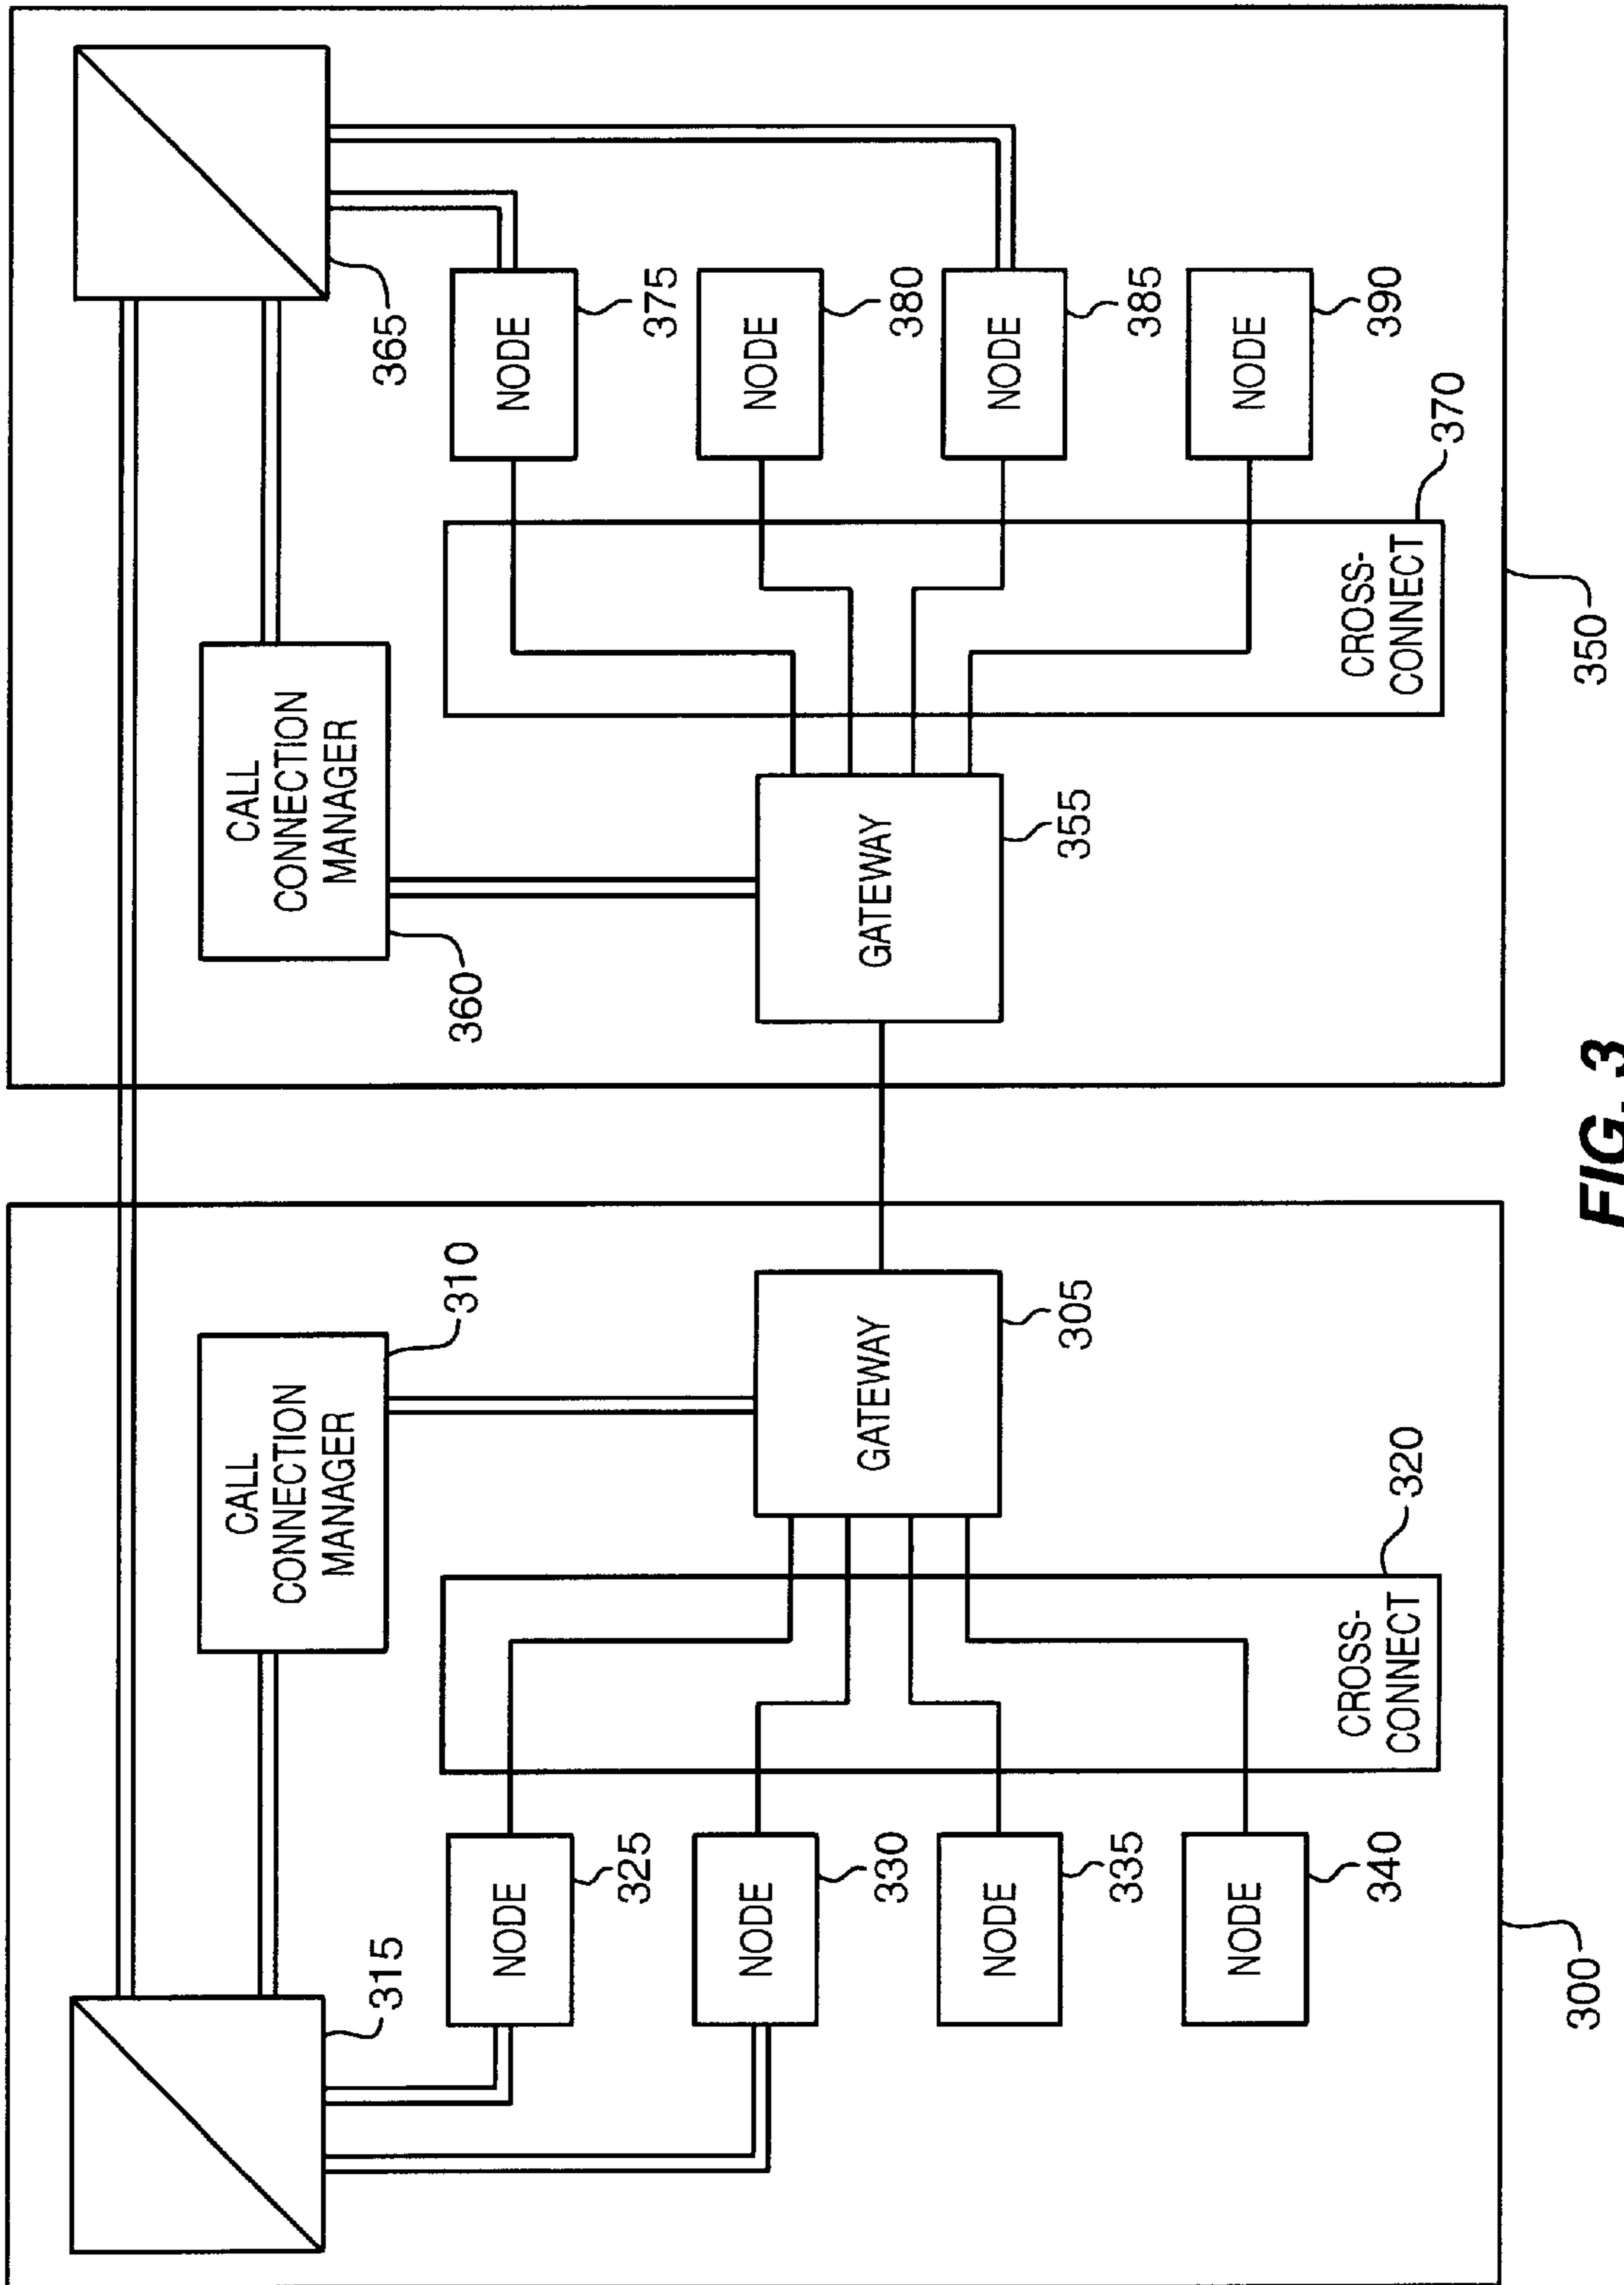 315
CALL
CONNECTION
MANAGER
310
NODE
325
NODE
330
NODE
335
NODE
340
GATEWAY
305
CROSS-
CONNECT
320
300
365
CALL
CONNECTION
MANAGER
360
NODE
375
NODE
380
NODE
385
NODE
390
GATEWAY
355
CROSS-
CONNECT
370
350
FIG. 3